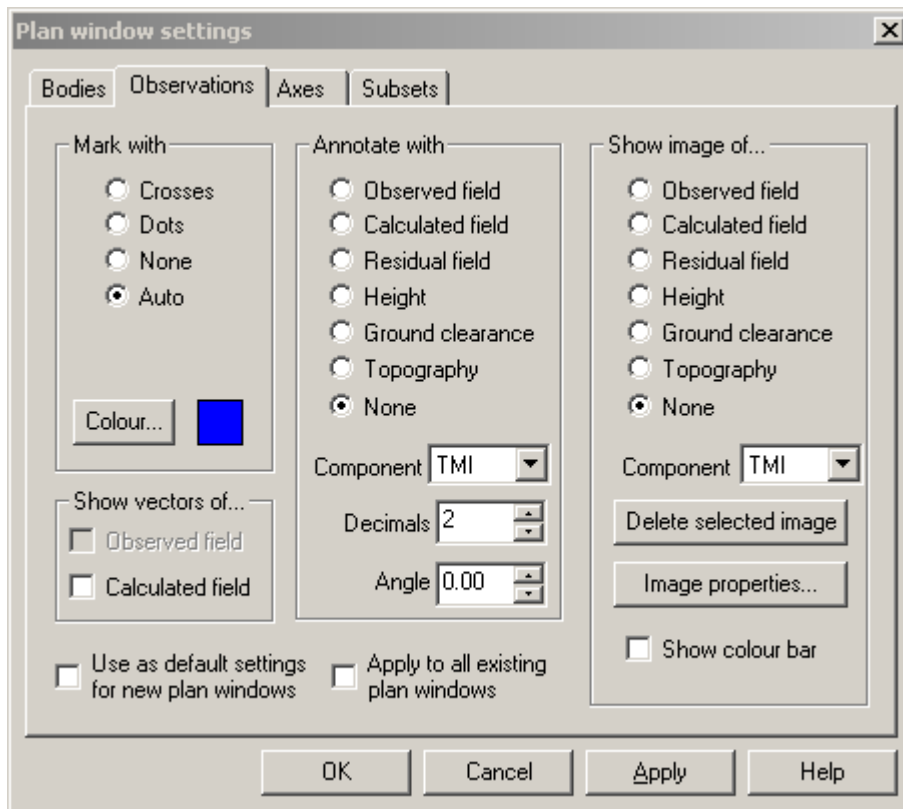 Plan window settings
Bodies
Observations
Axes
Subsets
Mark with
Crosses
Dots
None
Auto
Colour...
Show vectors of...
Observed field
Calculated field
Annotate with
Observed field
Calculated field
Residual field
Height
Ground clearance
Topography
None
Component TMI
Decimals 2
Angle 0.00
Show image of...
Observed field
Calculated field
Residual field
Height
Ground clearance
Topography
None
Component TMI
Delete selected image
Image properties...
Show colour bar
Use as default settings
for new plan windows
Apply to all existing
plan windows
OK
Cancel
Apply
Help